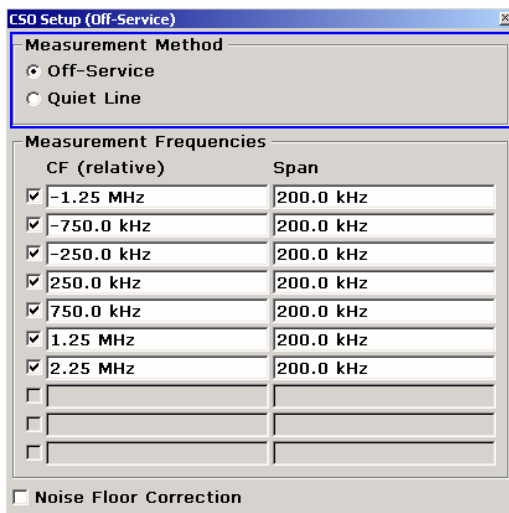 CSO Setup (Off-Service)
Measurement Method
Off-Service
Quiet Line
Measurement Frequencies
CF (relative) Span
-1.25 MHz 200.0 kHz
-750.0 kHz 200.0 kHz
-250.0 kHz 200.0 kHz
250.0 kHz 200.0 kHz
750.0 kHz 200.0 kHz
1.25 MHz 200.0 kHz
2.25 MHz 200.0 kHz
Noise Floor Correction